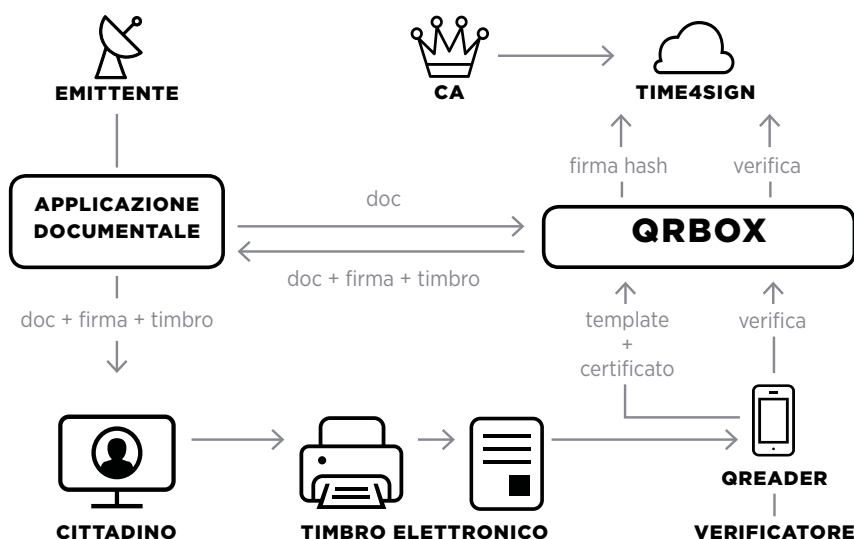 EMITTENTE
CA
TIME4SIGN
firma hash
verifica
APPLICAZIONE
DOCUMENTALE
doc
QRBOX
doc + firma + timbro
doc + firma + timbro
template
+
certificato
verifica
QREADER
CITTADINO
TIMBRO ELETTRONICO
VERIFICATORE